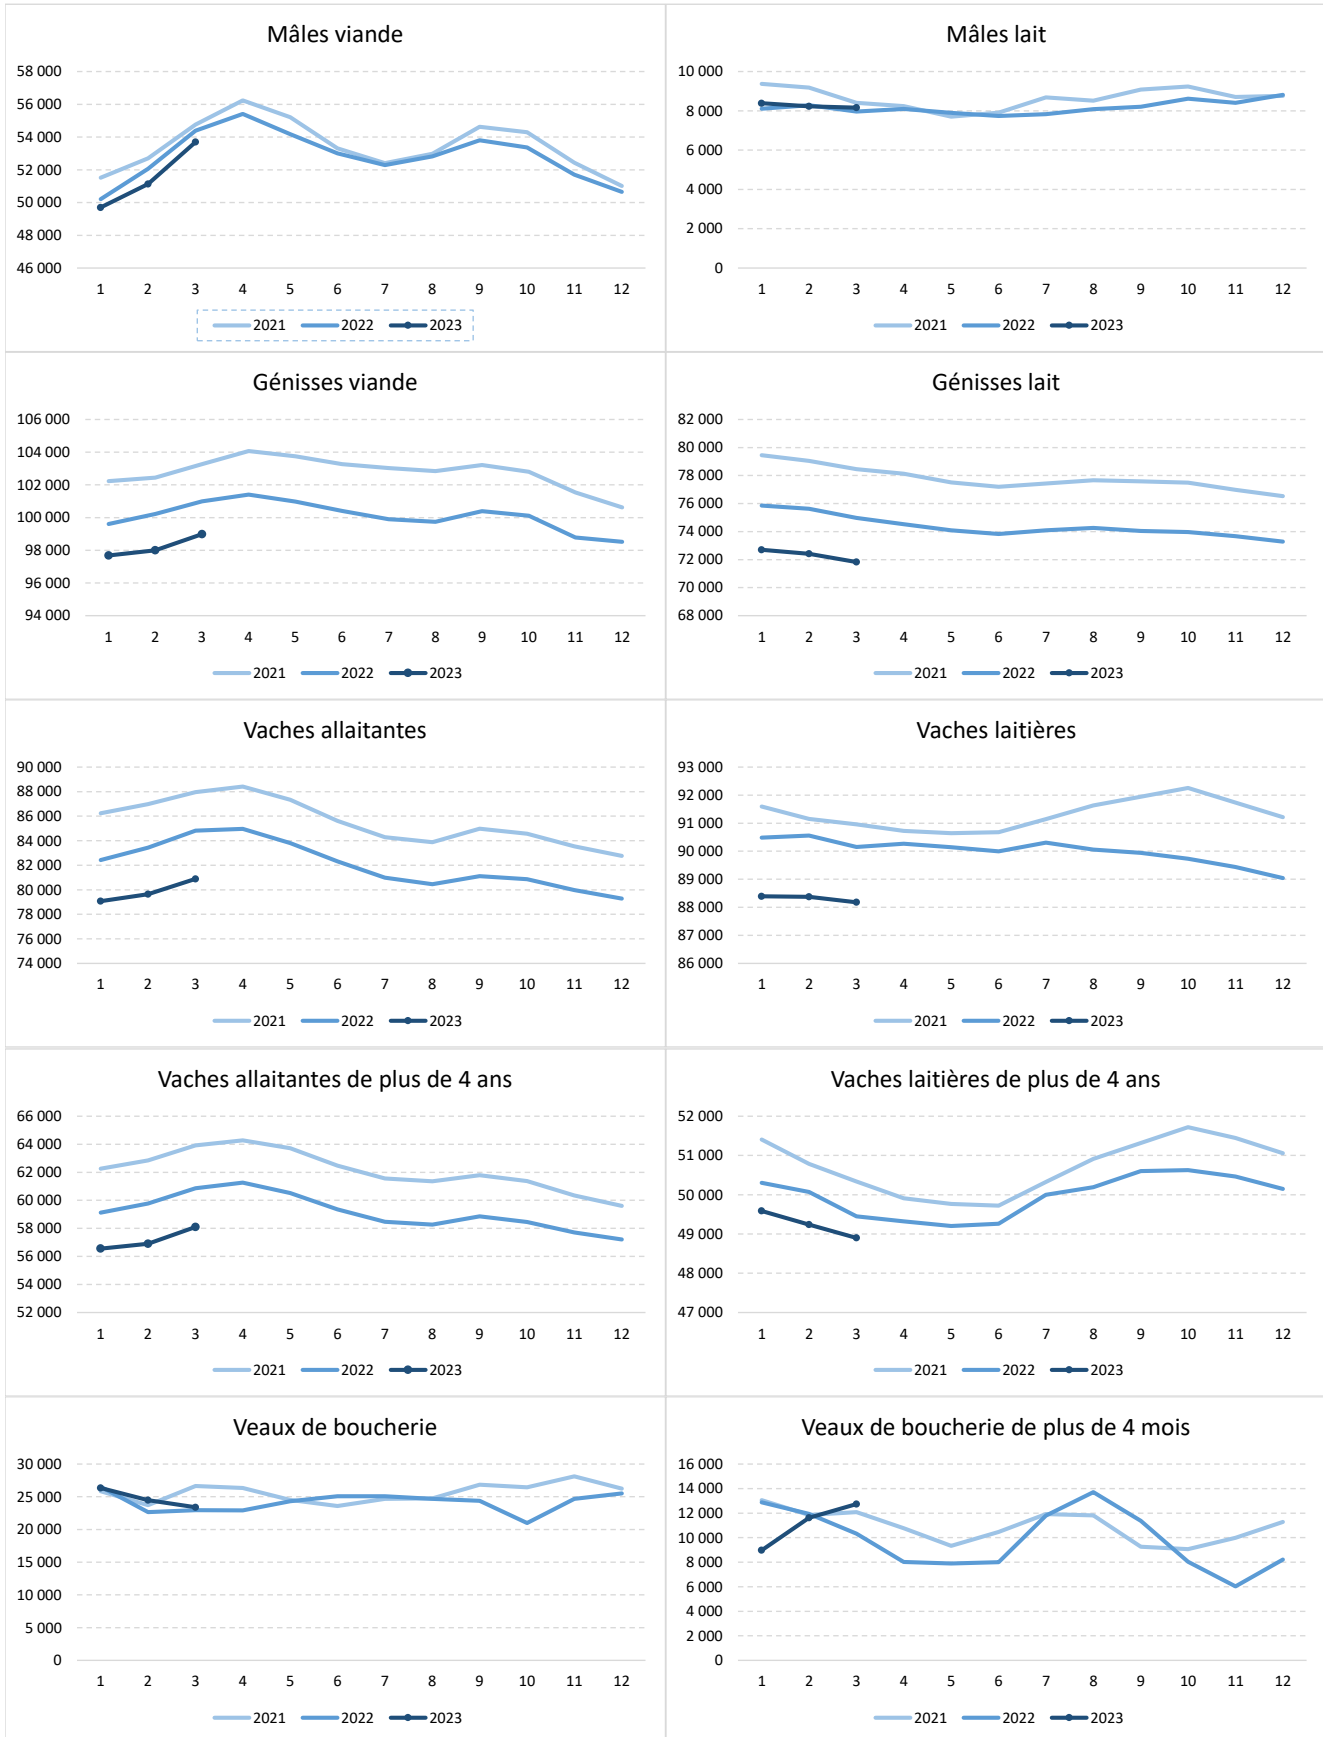 Mâles viande
58 000
56 000
54 000
52 000
50 000
48 000
46 000
1 2 3 4 5 6 7 8 9 10 11 12
2021 2022 2023
Mâles lait
10 000
8 000
6 000
4 000
2 000
0
1 2 3 4 5 6 7 8 9 10 11 12
2021 2022 2023
Génisses viande
106 000
104 000
102 000
100 000
98 000
96 000
94 000
1 2 3 4 5 6 7 8 9 10 11 12
2021 2022 2023
Génisses lait
82 000
80 000
78 000
76 000
74 000
72 000
70 000
68 000
1 2 3 4 5 6 7 8 9 10 11 12
2021 2022 2023
Vaches allaitantes
90 000
88 000
86 000
84 000
82 000
80 000
78 000
76 000
74 000
1 2 3 4 5 6 7 8 9 10 11 12
2021 2022 2023
Vaches laitières
93 000
92 000
91 000
90 000
89 000
88 000
87 000
86 000
1 2 3 4 5 6 7 8 9 10 11 12
2021 2022 2023
Vaches allaitantes de plus de 4 ans
66 000
64 000
62 000
60 000
58 000
56 000
54 000
52 000
1 2 3 4 5 6 7 8 9 10 11 12
2021 2022 2023
Vaches laitières de plus de 4 ans
52 000
51 000
50 000
49 000
48 000
47 000
1 2 3 4 5 6 7 8 9 10 11 12
2021 2022 2023
Veaux de boucherie
30 000
25 000
20 000
15 000
10 000
5 000
0
1 2 3 4 5 6 7 8 9 10 11 12
2021 2022 2023
Veaux de boucherie de plus de 4 mois
16 000
14 000
12 000
10 000
8 000
6 000
4 000
2 000
0
1 2 3 4 5 6 7 8 9 10 11 12
2021 2022 2023